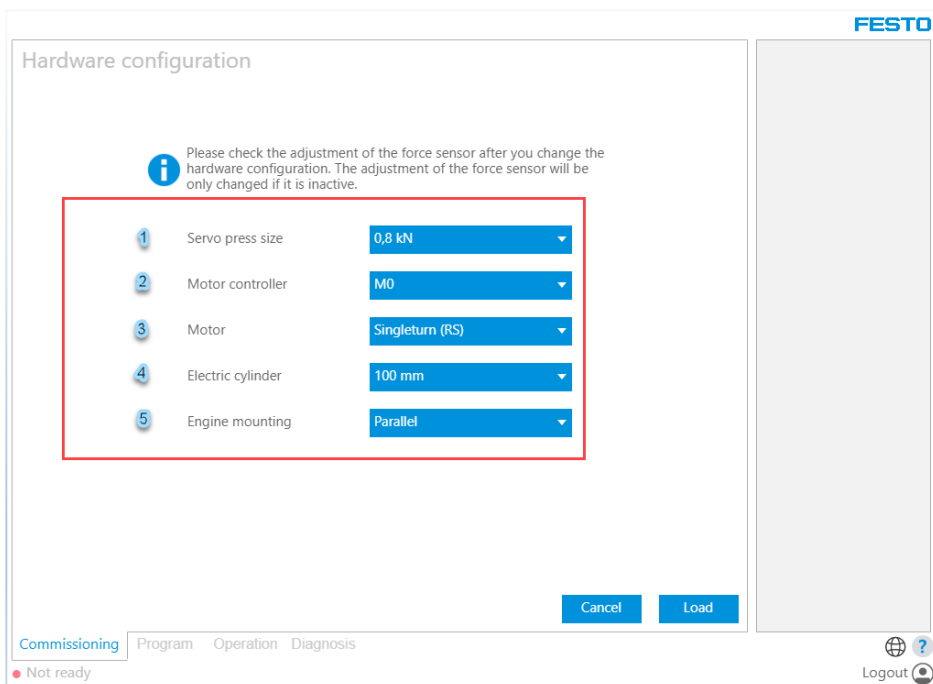 FESTO
Hardware configuration
Please check the adjustment of the force sensor after you change the
hardware configuration. The adjustment of the force sensor will be
only changed if it is inactive.
1 Servo press size 0,8 kN
2 Motor controller M0
3 Motor Singleturn (RS)
4 Electric cylinder 100 mm
5 Engine mounting Parallel
Cancel Load
Commissioning Program Operation Diagnosis ?
Not ready Logout